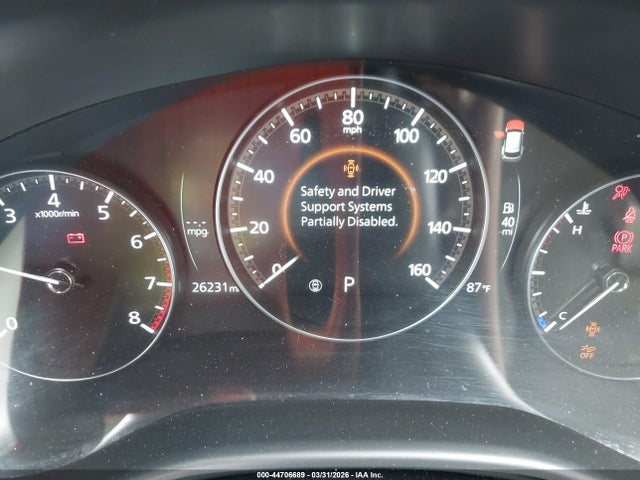 80
mph
60
100
40
120
20
140
0
160
Safety and Driver
Support Systems
Partially Disabled.
P
3
4
5
6
7
8
0
x1000r/min
mpg
26231m
40
mi
87°F
H
C
PARK
OFF
000-44706689 / 03/31/2026 — IAA Inc.